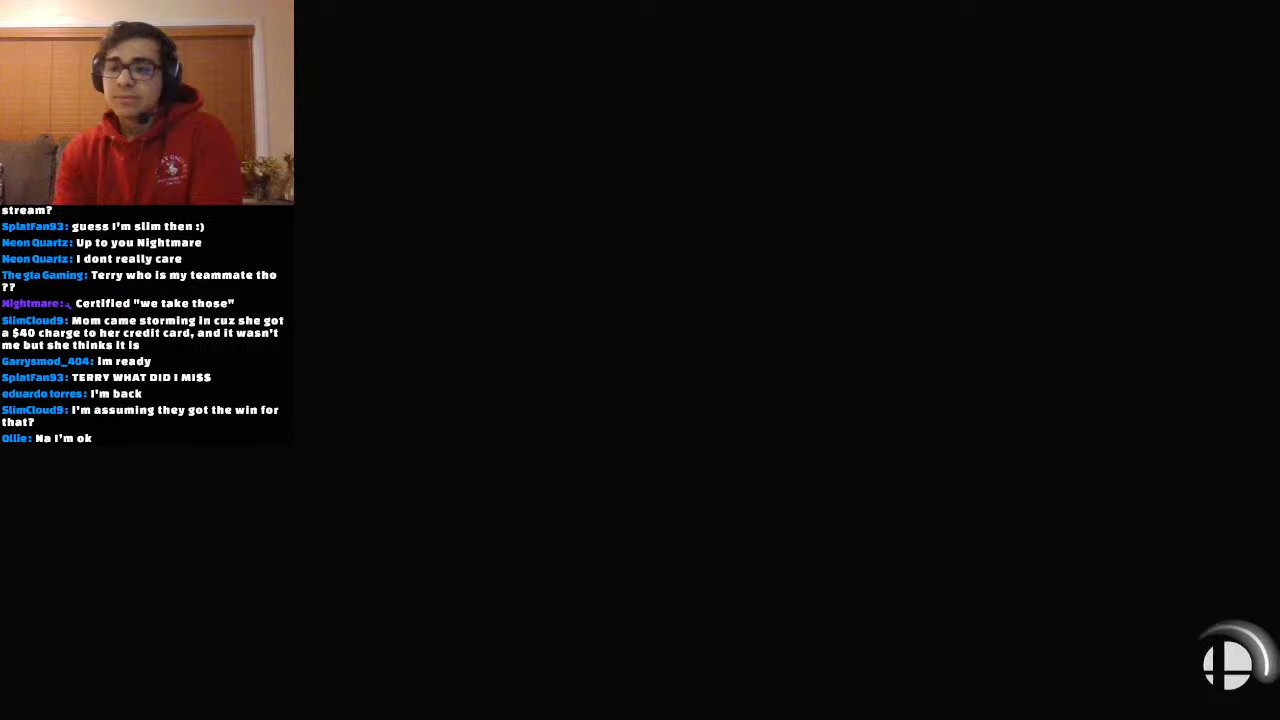 stream?
SplatFan93: guess I'm slim then :)
Neon Quartz: Up to you Nightmare
Neon Quartz: I dont really care
The gta Gaming: Terry who is my teammate tho
??
Nightmare: Certified "we take those"
SlimCloud9: Mom came storming in cuz she got
a $40 charge to her credit card, and it wasn't
me but she thinks it is
Garrysmod_404: im ready
SplatFan93: TERRY WHAT DID I MI$$
eduardo torres: I'm back
SlimCloud9: I'm assuming they got the win for
that?
Ollie: Na I'm ok